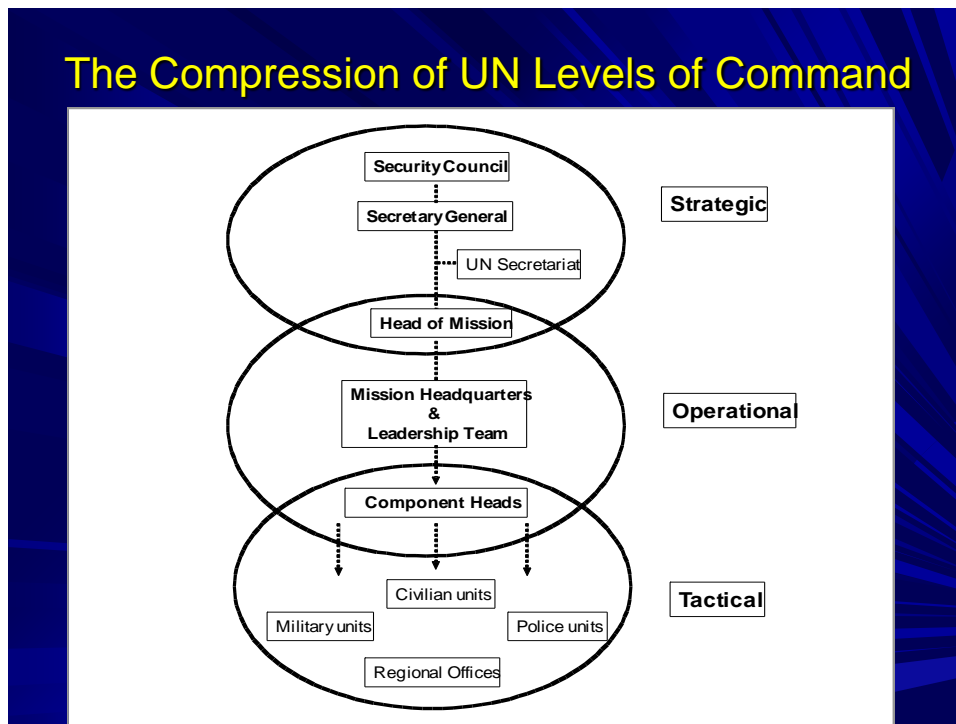 The Compression of UN Levels of Command
Security Council
Strategic
Secretary General
UN Secretariat
Head of Mission
Mission Headquarters
&
Leadership Team
Operational
Component Heads
Civilian units
Tactical
Military units
Police units
Regional Offices